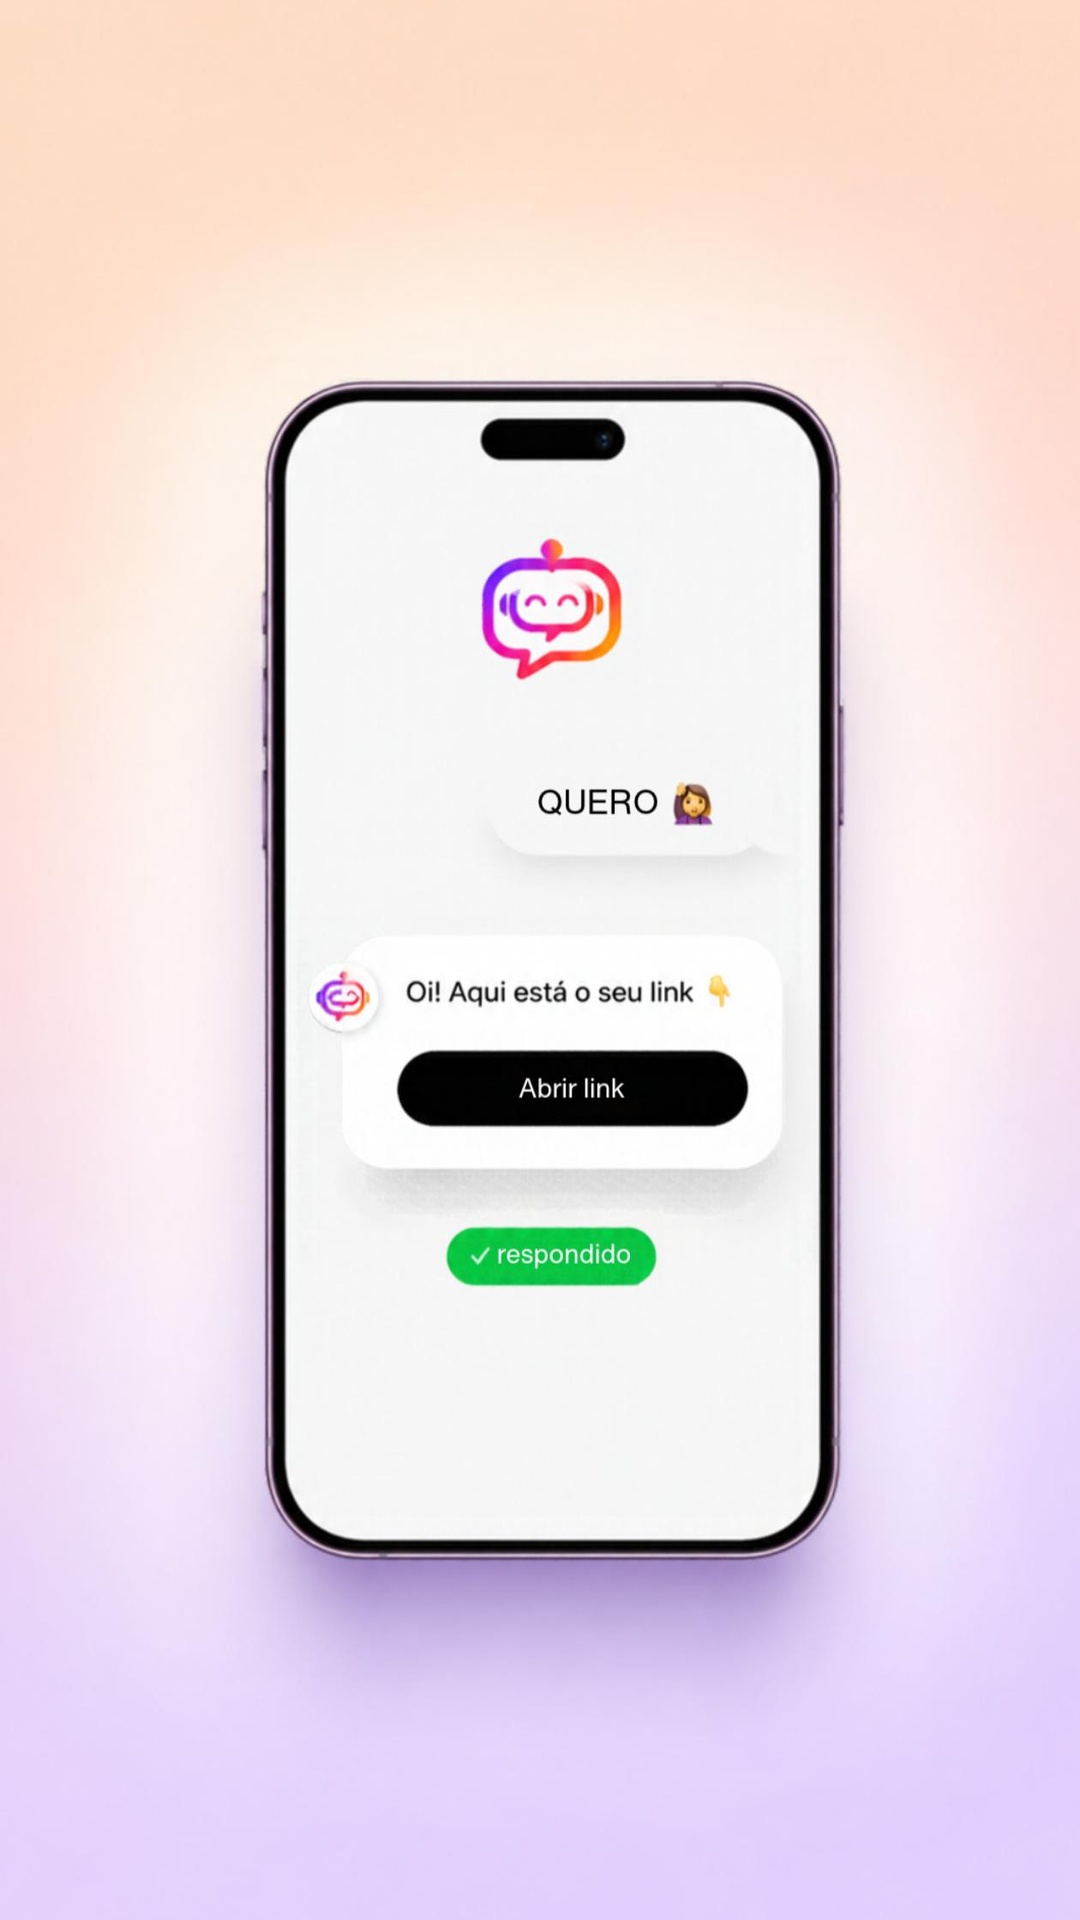 QUERO 🙋‍♀️
Oi! Aqui está o seu link 👇
Abrir link
✓ respondido